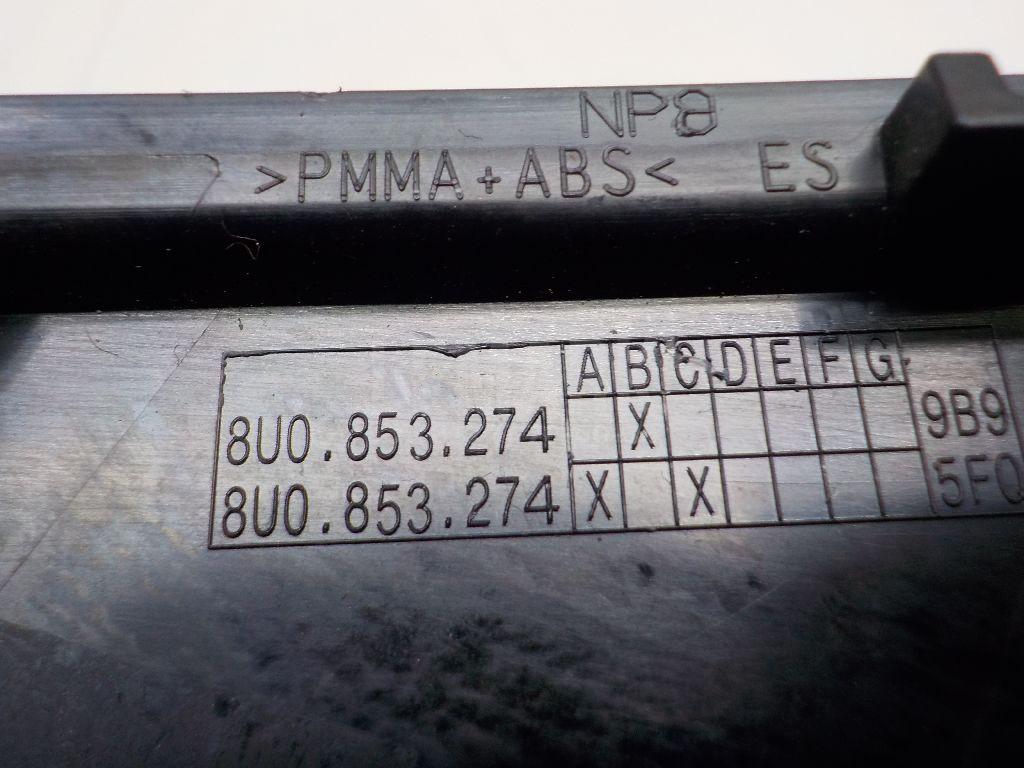 NP8
>PMMA+ABS< ES
A B C D E F G
8U0.853.274 X 9B9
8U0.853.274 X X 5FQ